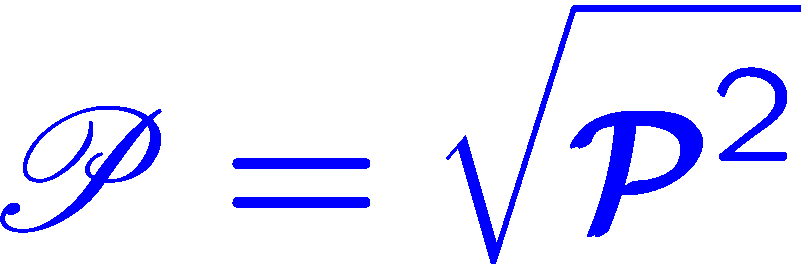 𝒫 = √𝓟²